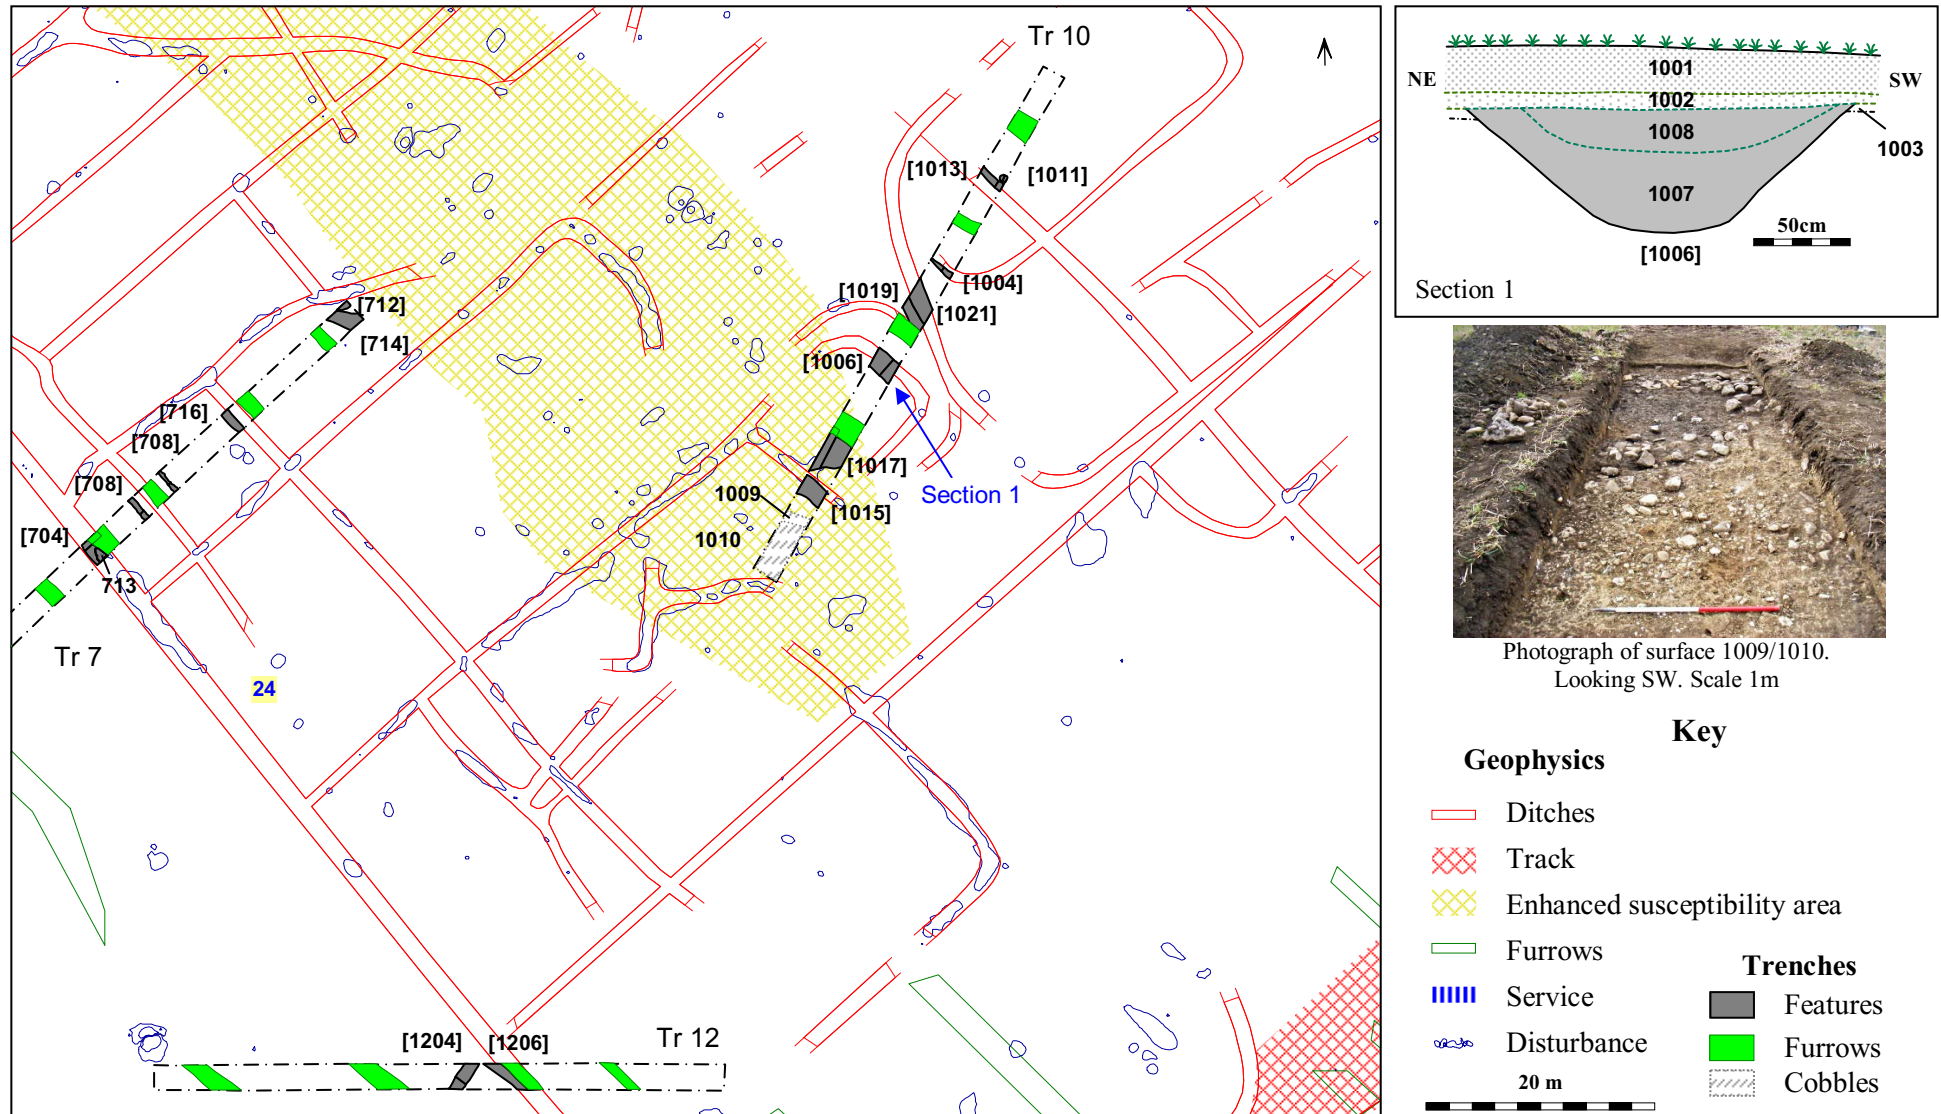 Tr 10
[1013]
[1011]
[1004]
[1019]
[1021]
[1006]
[712]
[714]
[716]
[708]
[708]
[704]
713
Tr 7
24
[1017]
Section 1
1009
[1015]
1010
[1204]
[1206]
Tr 12
1001
NE
SW
1002
1008
1003
1007
50cm
[1006]
Section 1
Photograph of surface 1009/1010.
Looking SW. Scale 1m
Key
Geophysics
Ditches
Track
Enhanced susceptibility area
Furrows
Service
Disturbance
20 m
Trenches
Features
Furrows
Cobbles